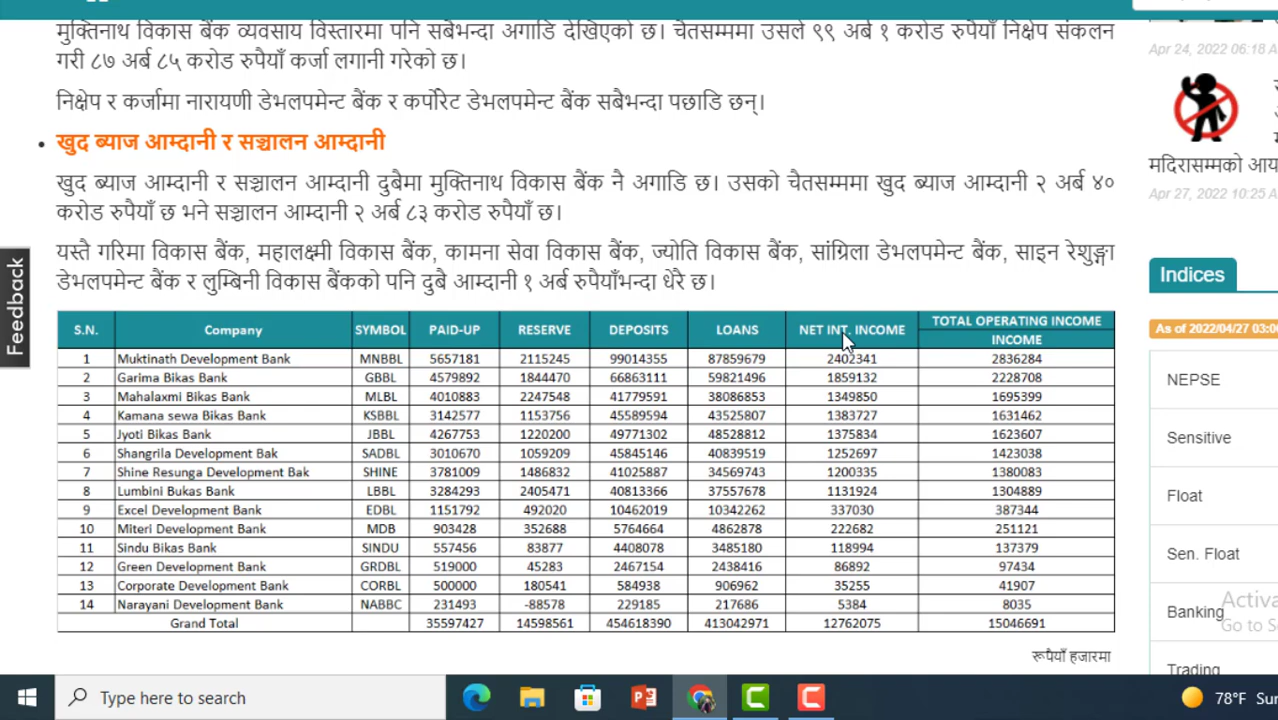 मुक्तिनाथ विकास बैंक व्यवसाय विस्तारमा पनि सबैभन्दा अगाडि देखिएको छ। चैतसम्ममा उसले ९९ अर्ब १ करोड रुपैयाँ निक्षेप संकलन
गरी ८७ अर्ब ८५ करोड रुपैयाँ कर्जा लगानी गरेको छ।
निक्षेप र कर्जामा नारायणी डेभलपमेन्ट बैंक र कर्पोरेट डेभलपमेन्ट बैंक सबैभन्दा पछाडि छन्।
• खुद ब्याज आम्दानी र सञ्चालन आम्दानी
खुद ब्याज आम्दानी र सञ्चालन आम्दानी दुबैमा मुक्तिनाथ विकास बैंक नै अगाडि छ। उसको चैतसम्ममा खुद ब्याज आम्दानी २ अर्ब ४०
करोड रुपैयाँ छ भने सञ्चालन आम्दानी २ अर्ब ८३ करोड रुपैयाँ छ।
यस्तै गरिमा विकास बैंक, महालक्ष्मी विकास बैंक, कामना सेवा विकास बैंक, ज्योति विकास बैंक, सांग्रिला डेभलपमेन्ट बैंक, साइन रेशुङ्गा
डेभलपमेन्ट बैंक र लुम्बिनी विकास बैंकको पनि दुबै आम्दानी १ अर्ब रुपैयाँभन्दा धेरै छ।
S.N. Company SYMBOL PAID-UP RESERVE DEPOSITS LOANS NET INT. INCOME TOTAL OPERATING INCOME
INCOME
1 Muktinath Development Bank MNBBL 5657181 2115245 99014355 87859679 2402341 2836284
2 Garima Bikas Bank GBBL 4579892 1844470 66863111 59821496 1859132 2228708
3 Mahalaxmi Bikas Bank MLBL 4010883 2247548 41779591 38086853 1349850 1695399
4 Kamana sewa Bikas Bank KSBBL 3142577 1153756 45589594 43525807 1383727 1631462
5 Jyoti Bikas Bank JBBL 4267753 1220200 49771302 48528812 1375834 1623607
6 Shangrila Development Bak SADBL 3010670 1059209 45845146 40839519 1252697 1423038
7 Shine Resunga Development Bak SHINE 3781009 1486832 41025887 34569743 1200335 1380083
8 Lumbini Bukas Bank LBBL 3284293 2405471 40813366 37557678 1131924 1304889
9 Excel Development Bank EDBL 1151792 492020 10462019 10342262 337030 387344
10 Miteri Development Bank MDB 903428 352688 5764664 4862878 222682 251121
11 Sindu Bikas Bank SINDU 557456 83877 4408078 3485180 118994 137379
12 Green Development Bank GRDBL 519000 45283 2467154 2438416 86892 97434
13 Corporate Development Bank CORBL 500000 180541 584938 906962 35255 41907
14 Narayani Development Bank NABBC 231493 -88578 229185 217686 5384 8035
Grand Total 35597427 14598561 454618390 413042971 12762075 15046691
रूपैयाँ हजारमा
Feedback
Apr 24, 2022 06:18 A
मदिरासम्मको आय
Apr 27, 2022 10:25 A
Indices
As of 2022/04/27 03:0
NEPSE
Sensitive
Float
Sen. Float
Banking
Trading
Activa
Go to S
Type here to search
78°F Sun